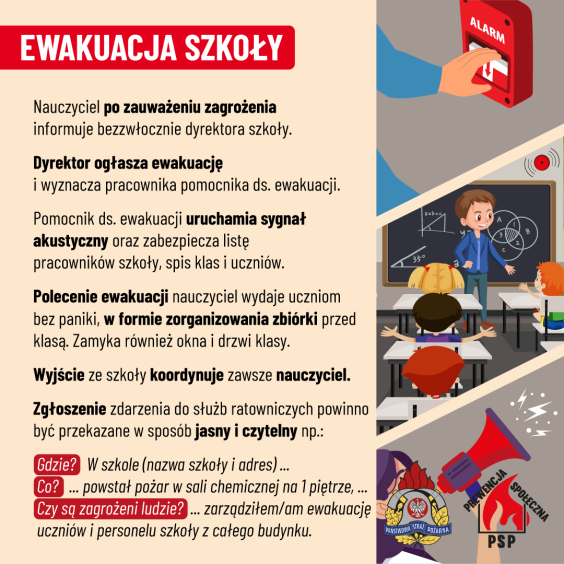 EWAKUACJA SZKOŁY
ALARM
Nauczyciel po zauważeniu zagrożenia
informuje bezzwłocznie dyrektora szkoły.
Dyrektor ogłasza ewakuację
i wyznacza pracownika pomocnika ds. ewakuacji.
Pomocnik ds. ewakuacji uruchamia sygnał
akustyczny oraz zabezpiecza listę
pracowników szkoły, spis klas i uczniów.
Polecenie ewakuacji nauczyciel wydaje uczniom
bez paniki, w formie zorganizowania zbiórki przed
klasą. Zamyka również okna i drzwi klasy.
Wyjście ze szkoły koordynuje zawsze nauczyciel.
Zgłoszenie zdarzenia do służb ratowniczych powinno
być przekazane w sposób jasny i czytelny np.:
Gdzie? W szkole (nazwa szkoły i adres) ...
Co? ... powstał pożar w sali chemicznej na 1 piętrze, ...
Czy są zagrożeni ludzie? ... zarządziłem/am ewakuację
uczniów i personelu szkoły z całego budynku.
PAŃSTWOWA STRAŻ POŻARNA
PREWENCJA SPOŁECZNA
PSP